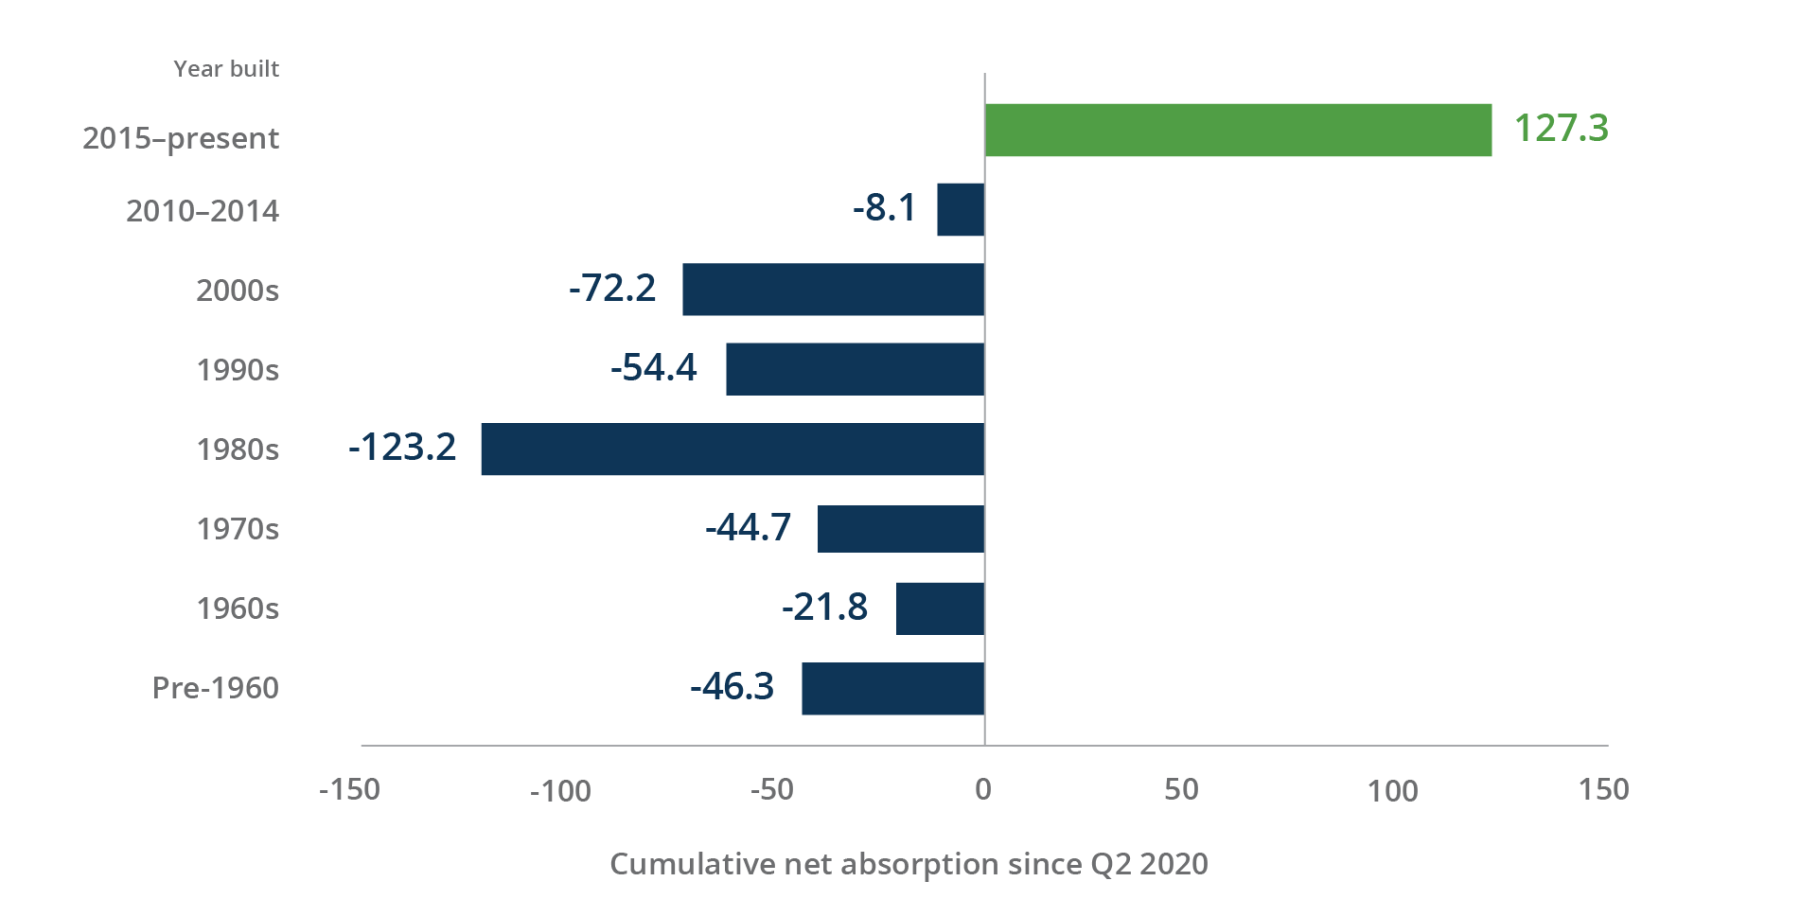 Year built
2015–present
127.3
2010–2014
-8.1
2000s
-72.2
1990s
-54.4
1980s
-123.2
1970s
-44.7
1960s
-21.8
Pre-1960
-46.3
-150 -100 -50 0 50 100 150
Cumulative net absorption since Q2 2020